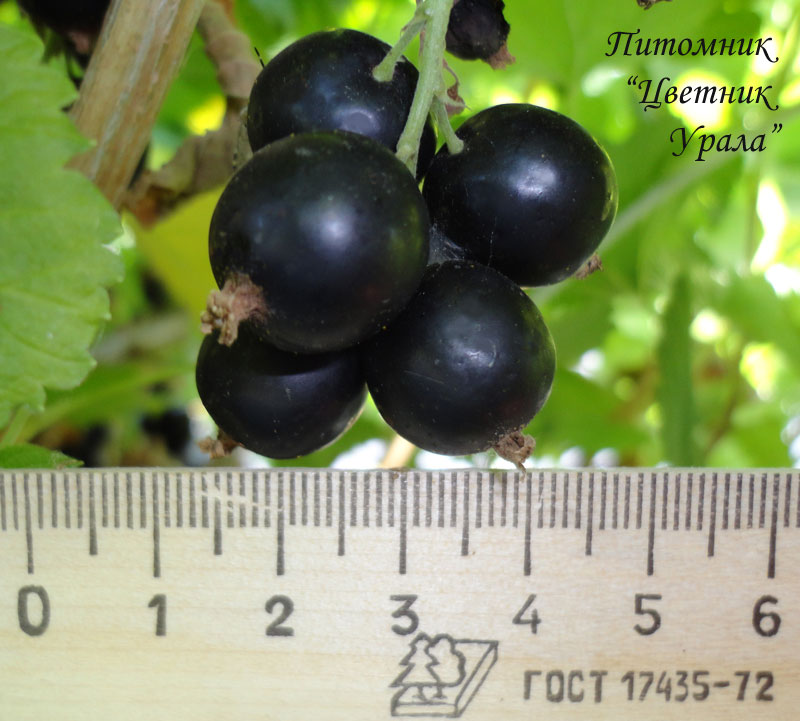 Питомник
“Цветник
Урала”
0 1 2 3 4 5 6
ГОСТ 17435-72